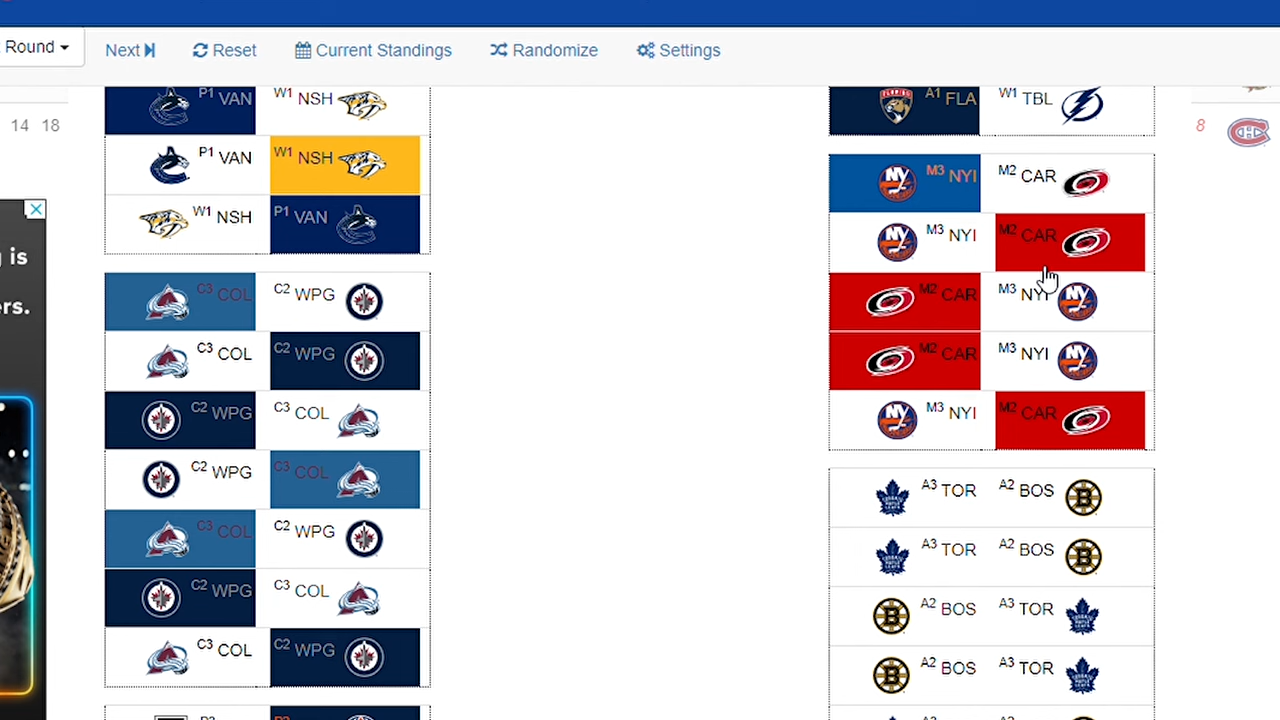 Round
Next
Reset
Current Standings
Randomize
Settings
14 18
g is
ers.
P1 VAN W1 NSH
P1 VAN W1 NSH
W1 NSH P1 VAN
C3 COL C2 WPG
C3 COL C2 WPG
C2 WPG C3 COL
C2 WPG C3 COL
C3 COL C2 WPG
C2 WPG C3 COL
C3 COL C2 WPG
A1 FLA W1 TBL
M3 NYI M2 CAR
M3 NYI M2 CAR
M2 CAR M3 NYI
M2 CAR M3 NYI
M3 NYI M2 CAR
A3 TOR A2 BOS
A3 TOR A2 BOS
A2 BOS A3 TOR
A2 BOS A3 TOR
8